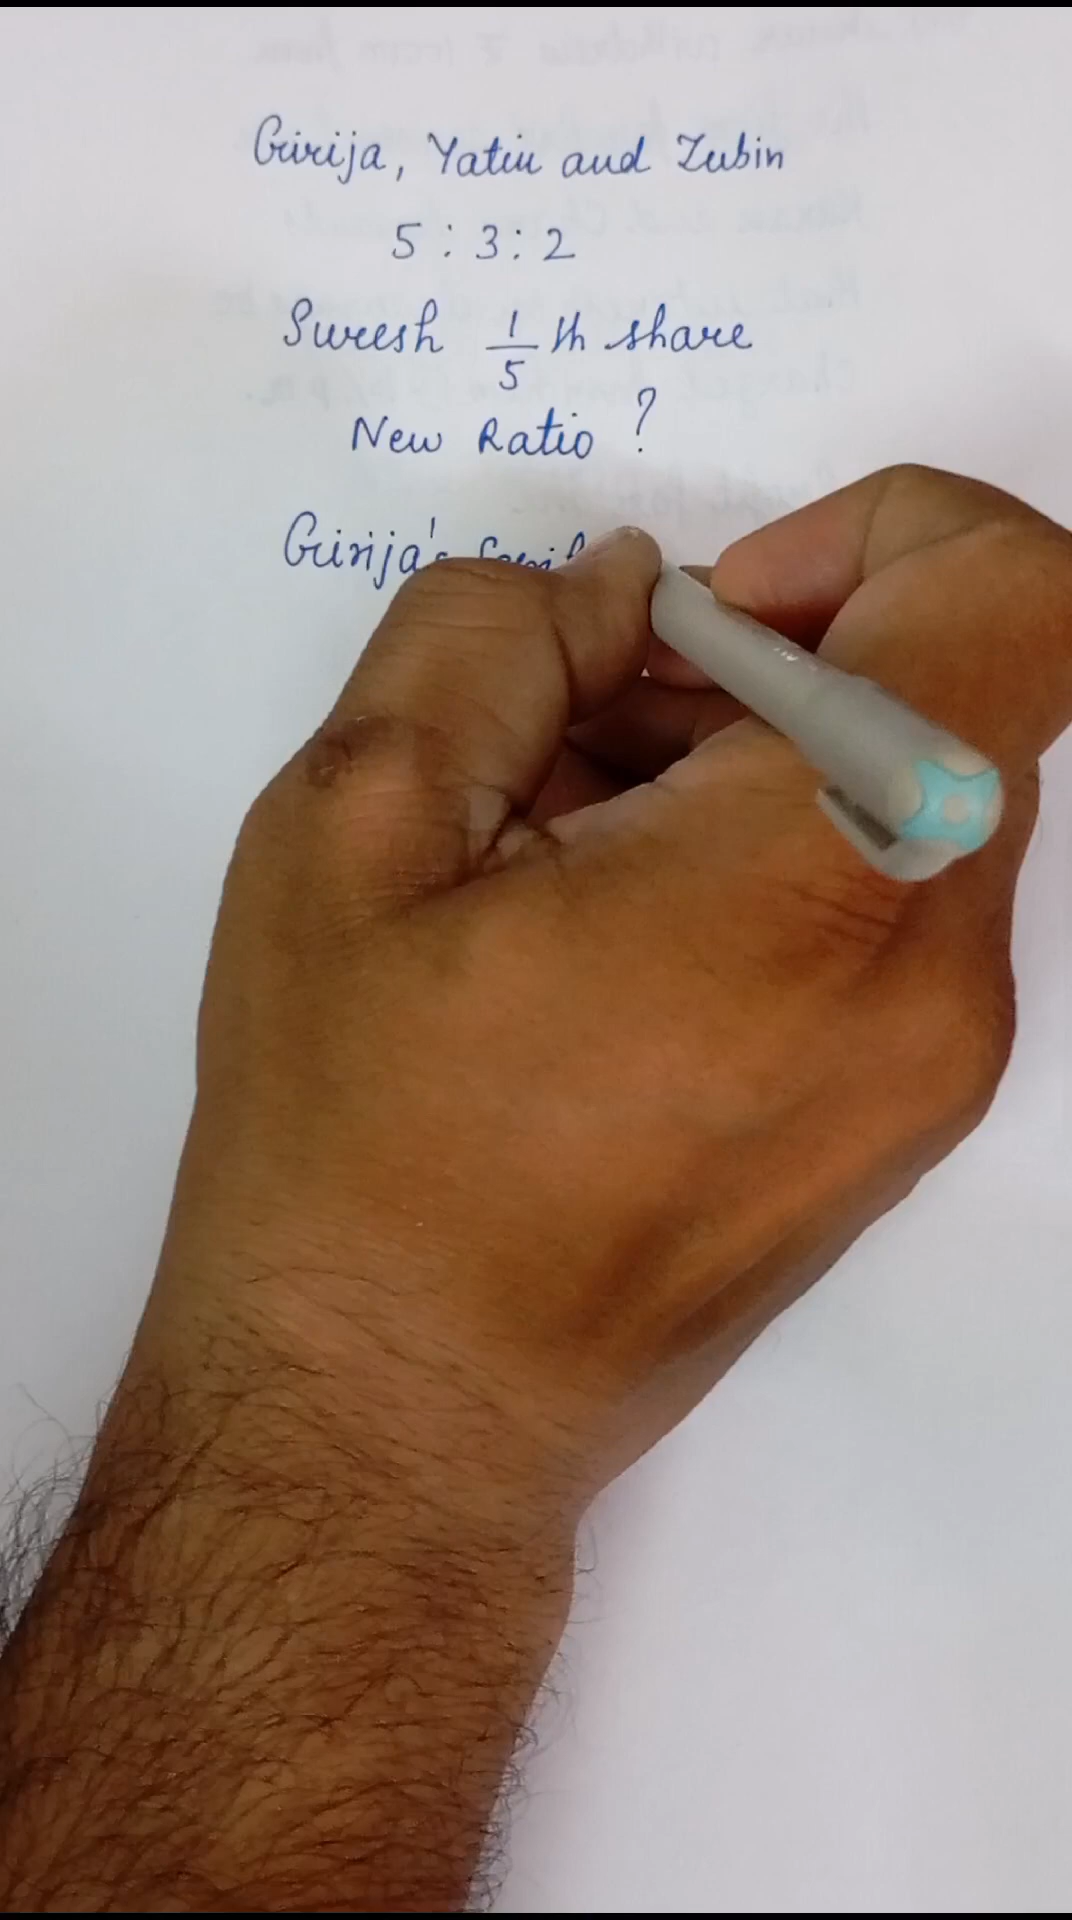 Girija, Yatin and Zubin
5 : 3 : 2
Suresh 1/5 th share
New Ratio ?
Girija's